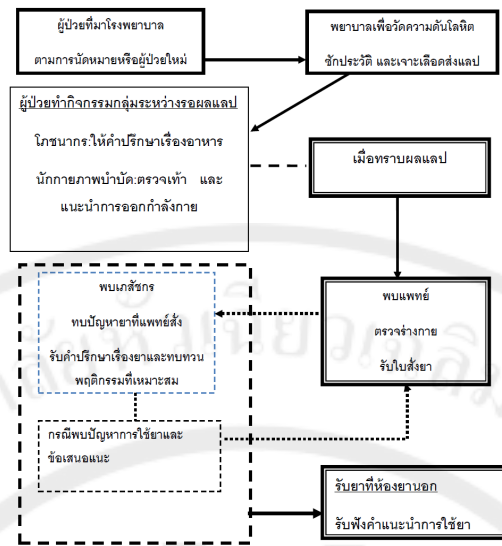 ผู้ป่วยที่มาโรงพยาบาล
ตามการนัดหมายหรือผู้ป่วยใหม่
พยาบาลเพื่อวัดความดันโลหิต
ซักประวัติ และเจาะเลือดส่งแลป
ผู้ป่วยทำกิจกรรมกลุ่มระหว่างรอผลแลป
โภชนากร:ให้คำปรึกษาเรื่องอาหาร
นักกายภาพบำบัด:ตรวจเท้า และ
แนะนำการออกกำลังกาย
เมื่อทราบผลแลป
พบเภสัชกร
ทบปัญหายาที่แพทย์สั่ง
รับคำปรึกษาเรื่องยาและทบทวน
พฤติกรรมที่เหมาะสม
พบแพทย์
ตรวจร่างกาย
รับใบสั่งยา
กรณีพบปัญหาการใช้ยาและ
ข้อเสนอแนะ
รับยาที่ห้องยานอก
รับฟังคำแนะนำการใช้ยา